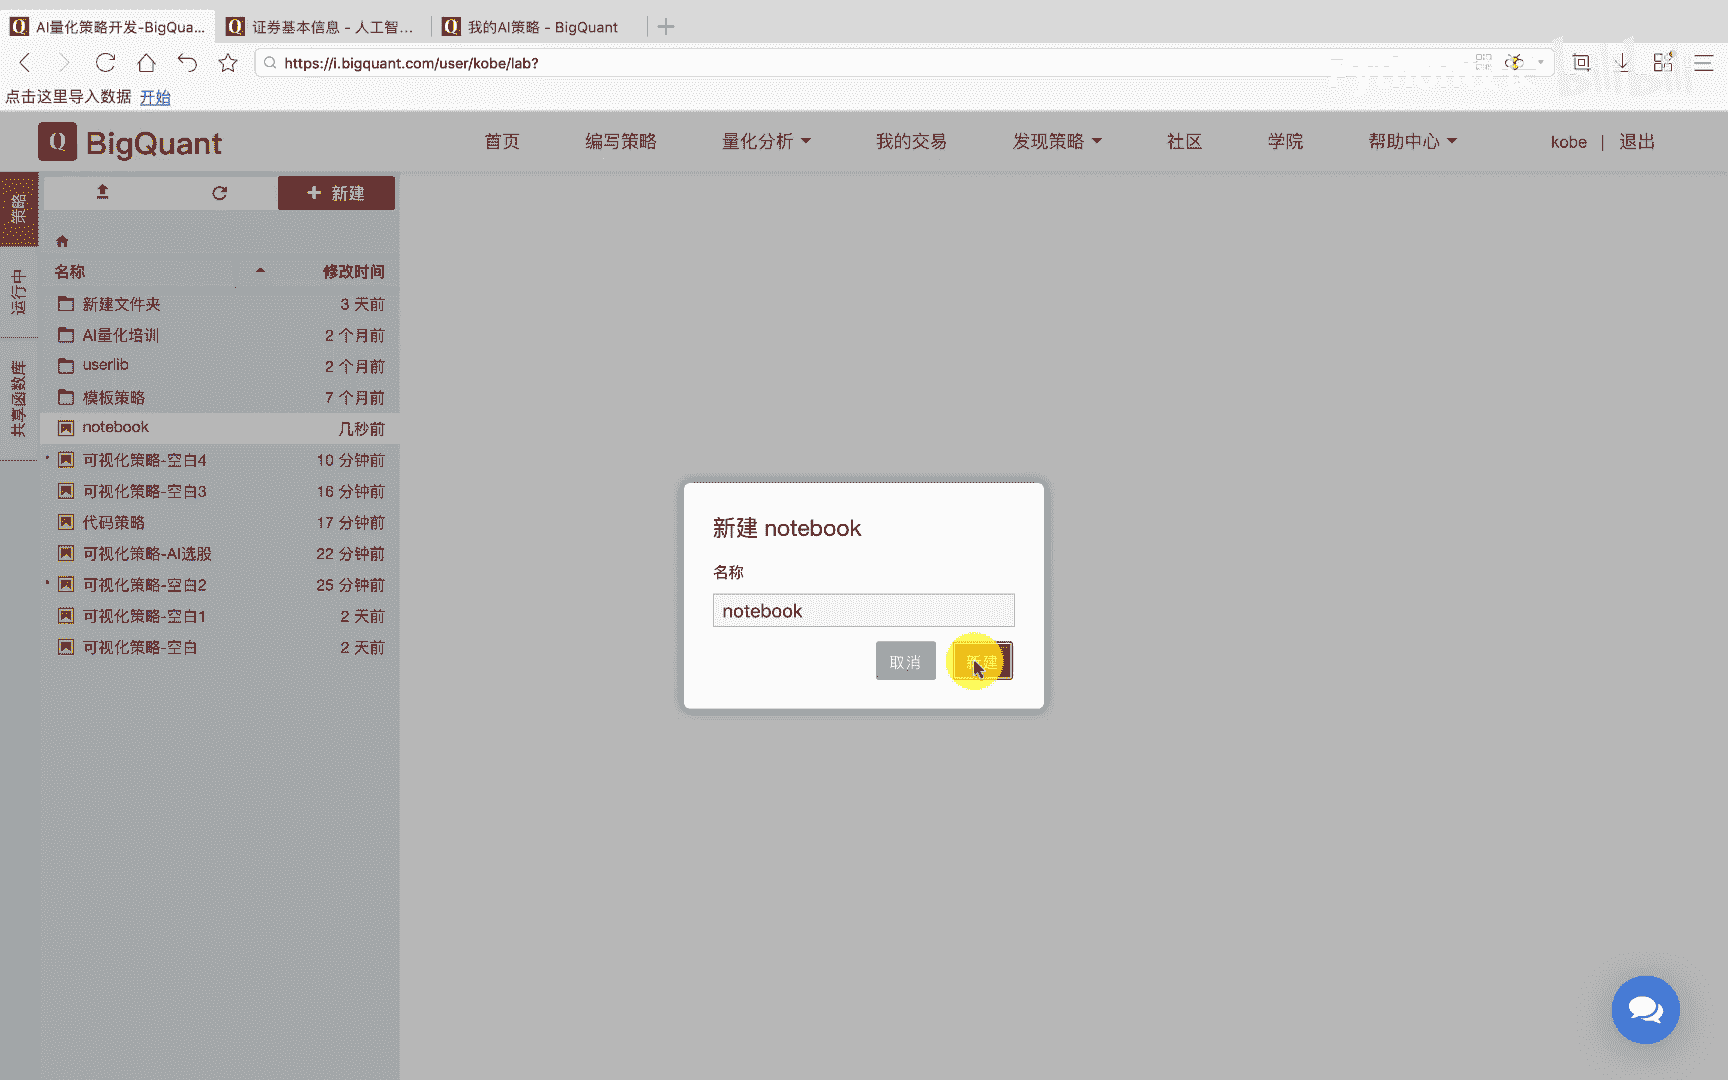 AI量化策略开发-BigQua...
证券基本信息 - 人工智...
我的AI策略 - BigQuant
https://i.bigquant.com/user/kobe/lab?
点击这里导入数据 开始
Q BigQuant
首页 编写策略 量化分析 我的交易 发现策略 社区 学院 帮助中心 kobe | 退出
策略
运行中
共享函数库
+ 新建
名称 修改时间
新建文件夹 3 天前
AI量化培训 2 个月前
userlib 2 个月前
模板策略 7 个月前
notebook 几秒前
可视化策略-空白4 10 分钟前
可视化策略-空白3 16 分钟前
代码策略 17 分钟前
可视化策略-AI选股 22 分钟前
可视化策略-空白2 25 分钟前
可视化策略-空白1 2 天前
可视化策略-空白 2 天前
新建 notebook
名称
notebook
取消 新建